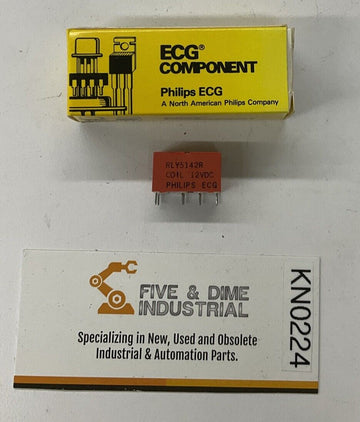 ECG®
COMPONENT
Philips ECG
A North American Philips Company
RLY5142R
COIL 12VDC
PHILIPS ECG
FIVE & DIME
INDUSTRIAL
Specializing in New, Used and Obsolete
Industrial & Automation Parts.
KN0224